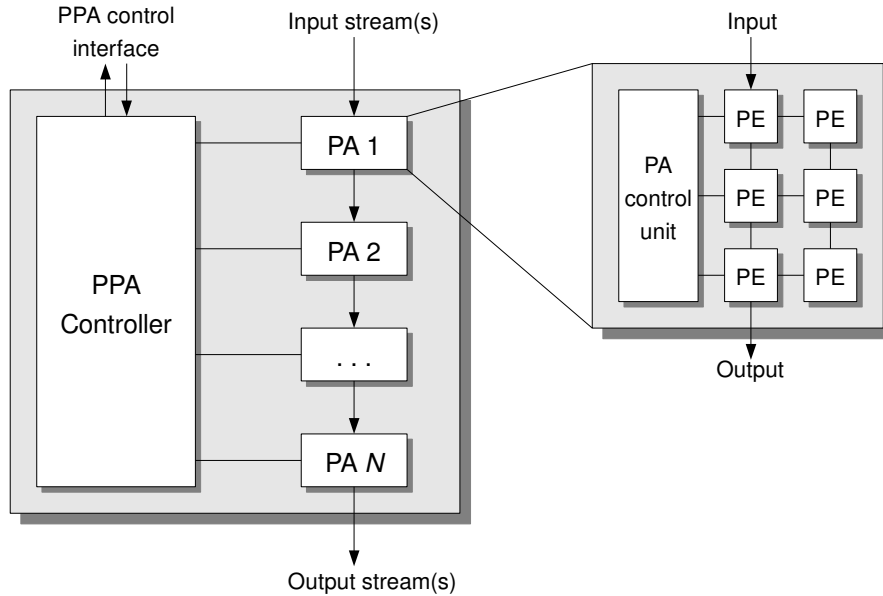 PPA control
interface
Input stream(s)
PPA
Controller
PA 1
PA 2
. . .
PA N
Output stream(s)
Input
PA
control
unit
PE
PE
PE
PE
PE
PE
Output